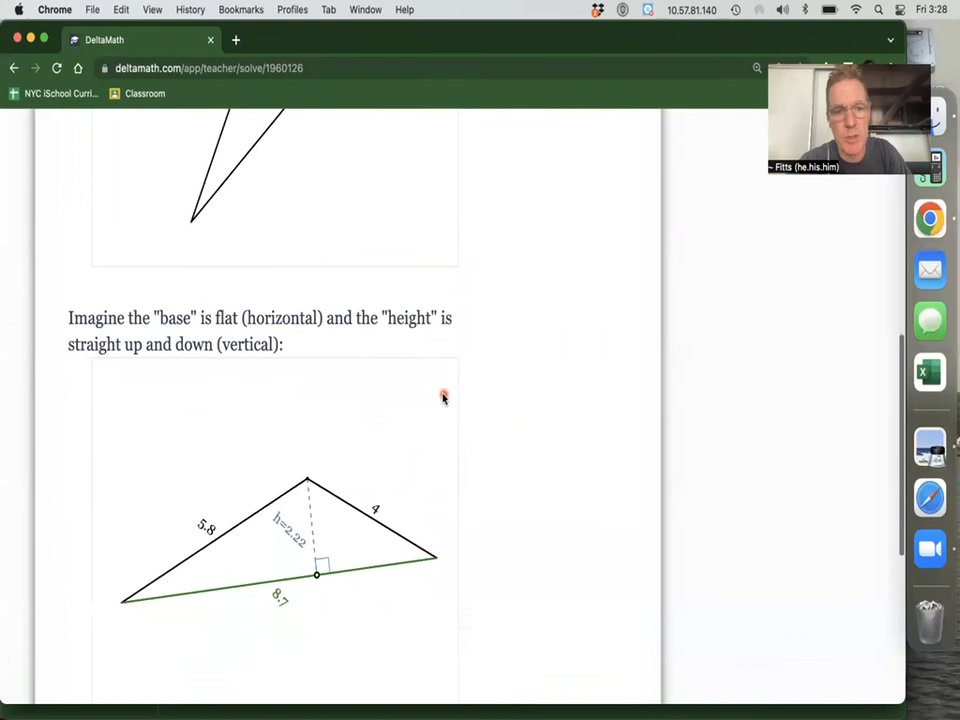 Chrome File Edit View History Bookmarks Profiles Tab Window Help 10.57.81.140 Fri 3:28
DeltaMath
deltamath.com/app/teacher/solve/1960126
NYC iSchool Curri... Classroom
~ Fitts (he.his.him)
Imagine the "base" is flat (horizontal) and the "height" is
straight up and down (vertical):
5.8
4
h=2.22
8.7